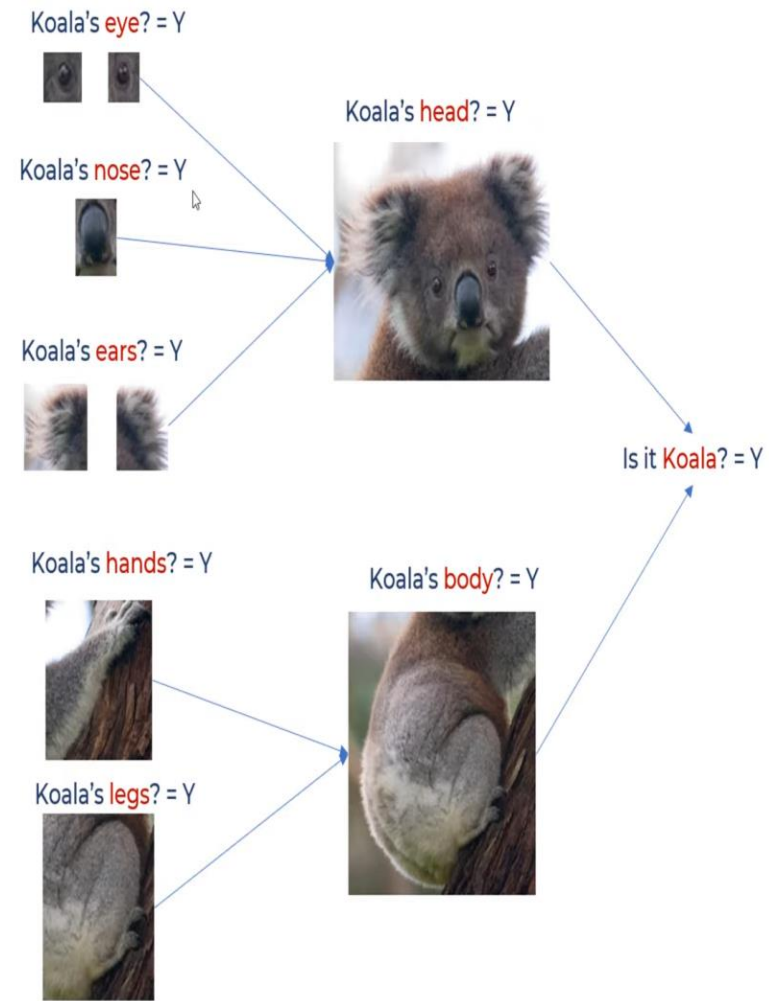 Koala's eye? = Y
Koala's nose? = Y
Koala's ears? = Y
Koala's head? = Y
Koala's hands? = Y
Koala's legs? = Y
Koala's body? = Y
Is it Koala? = Y